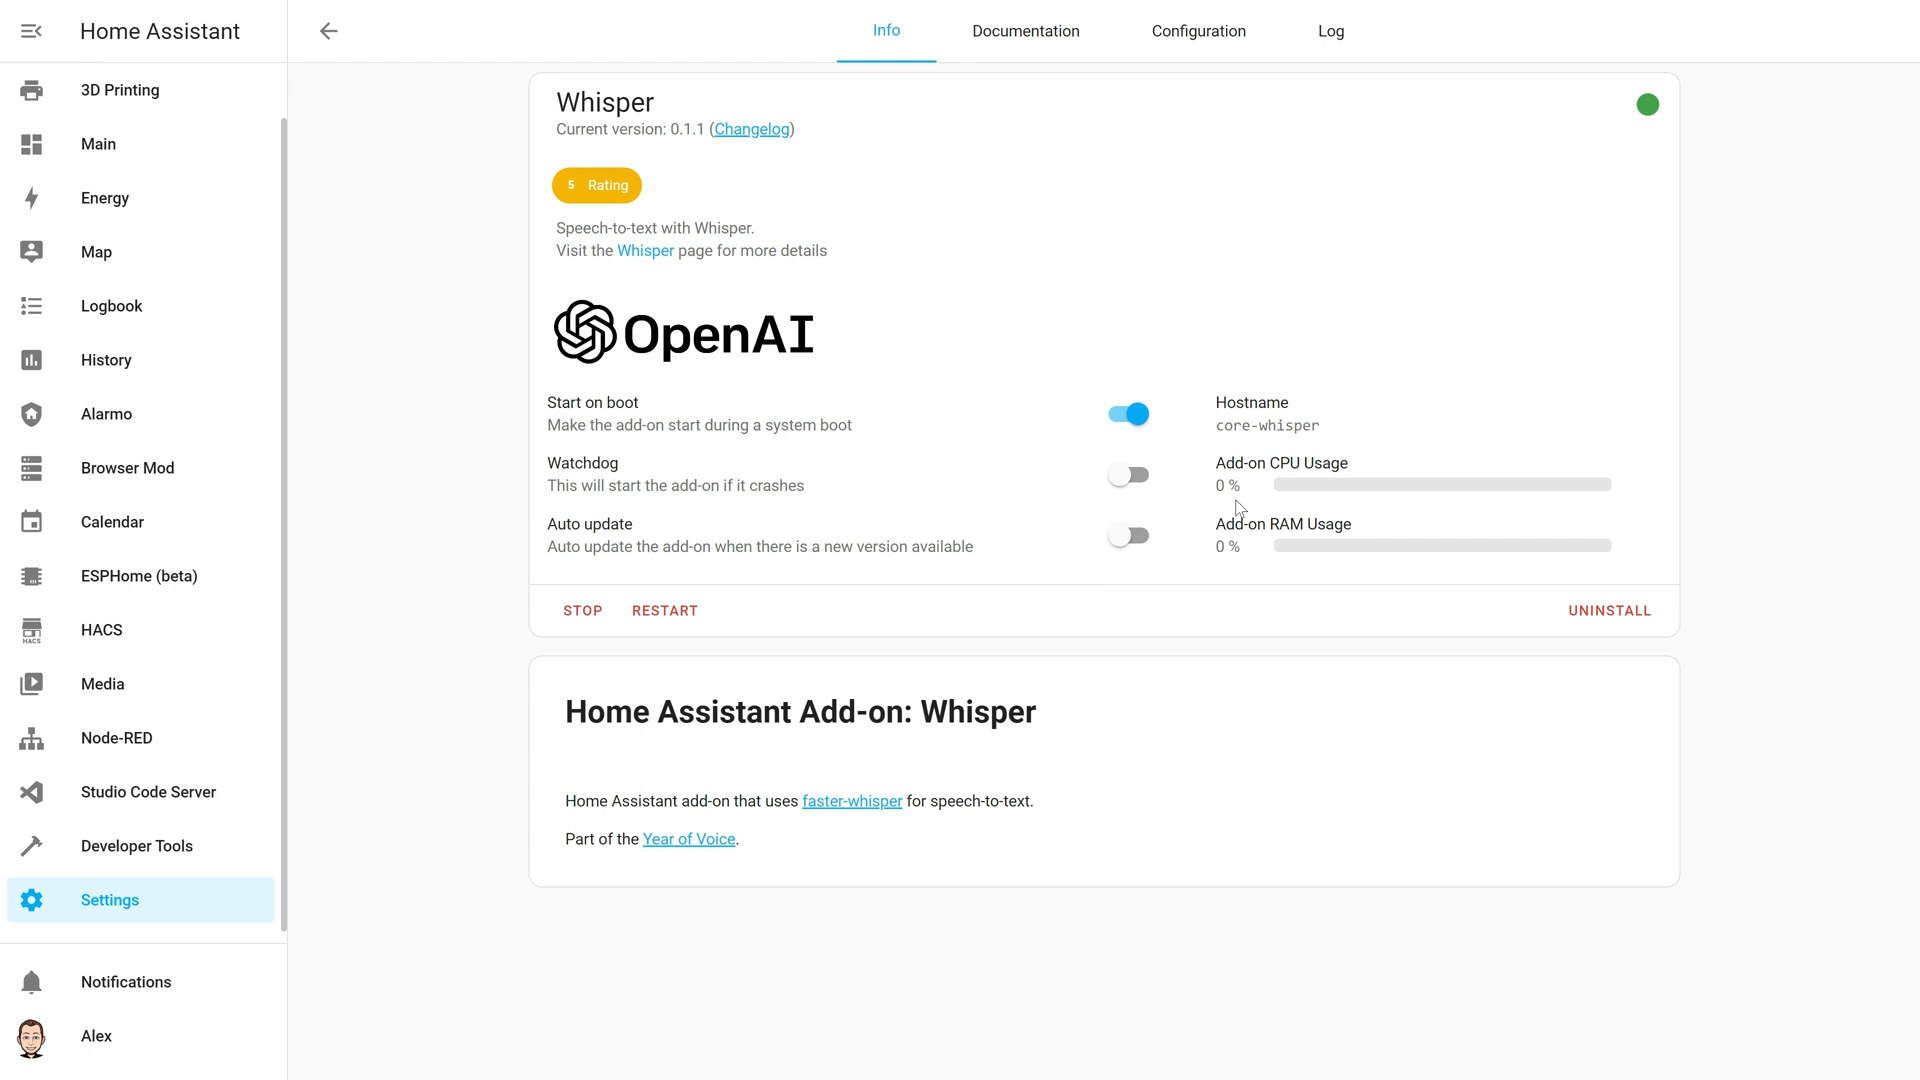 Home Assistant
Info
Documentation
Configuration
Log
3D Printing
Main
Energy
Map
Logbook
History
Alarmo
Browser Mod
Calendar
ESPHome (beta)
HACS
HACS
Media
Node-RED
Studio Code Server
Developer Tools
Settings
Notifications
Alex
Whisper
Current version: 0.1.1 (Changelog)
5 Rating
Speech-to-text with Whisper.
Visit the Whisper page for more details
OpenAI
Start on boot
Make the add-on start during a system boot
Watchdog
This will start the add-on if it crashes
Auto update
Auto update the add-on when there is a new version available
Hostname
core-whisper
Add-on CPU Usage
0 %
Add-on RAM Usage
0 %
STOP
RESTART
UNINSTALL
Home Assistant Add-on: Whisper
Home Assistant add-on that uses faster-whisper for speech-to-text.
Part of the Year of Voice.